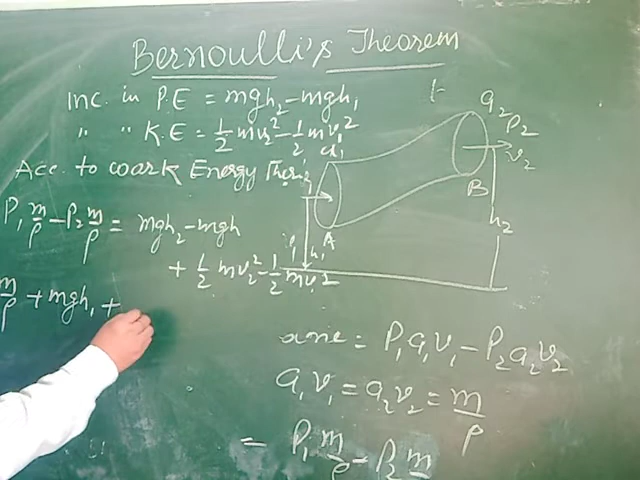 Bernoulli's Theorem
Inc. in P.E = mgh₂ - mgh₁
" " K.E = 1/2 mv₂² - 1/2 mv₁²
Acc. to work Energy
P₁ m/ρ - P₂ m/ρ = mgh₂ - mgh
+ 1/2 mv₂² - 1/2 mv₁²
m/ρ + mgh₁ +
a₂
P₂
v₂
B
h₂
a₁
A
h₁
= P₁a₁v₁ - P₂a₂v₂
a₁v₁ = a₂v₂ = m/ρ
= P₁ m/ρ - P₂ m